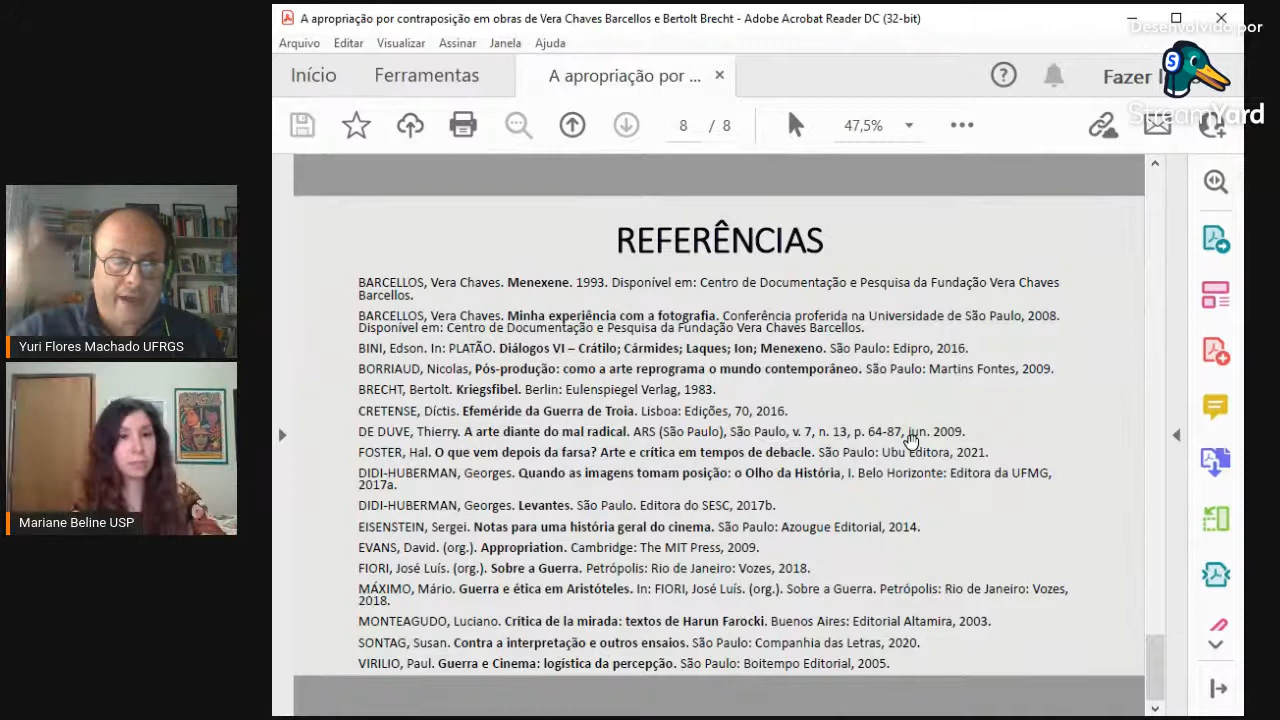 A apropriação por contraposição em obras de Vera Chaves Barcellos e Bertolt Brecht - Adobe Acrobat Reader DC (32-bit)
Desenvolvido por
Arquivo Editar Visualizar Assinar Janela Ajuda
Início Ferramentas A apropriação por ... × Fazer
S
StreamYard
8 / 8 47,5%
REFERÊNCIAS
BARCELLOS, Vera Chaves. Menexene. 1993. Disponível em: Centro de Documentação e Pesquisa da Fundação Vera Chaves
Barcellos.
BARCELLOS, Vera Chaves. Minha experiência com a fotografia. Conferência proferida na Universidade de São Paulo, 2008.
Disponível em: Centro de Documentação e Pesquisa da Fundação Vera Chaves Barcellos.
BINI, Edson. In: PLATÃO. Diálogos VI – Crátilo; Cármides; Laques; Ion; Menexeno. São Paulo: Edipro, 2016.
BORRIAUD, Nicolas, Pós-produção: como a arte reprograma o mundo contemporâneo. São Paulo: Martins Fontes, 2009.
BRECHT, Bertolt. Kriegsfibel. Berlin: Eulenspiegel Verlag, 1983.
CRETENSE, Díctis. Efeméride da Guerra de Troia. Lisboa: Edições, 70, 2016.
DE DUVE, Thierry. A arte diante do mal radical. ARS (São Paulo), São Paulo, v. 7, n. 13, p. 64-87, jun. 2009.
FOSTER, Hal. O que vem depois da farsa? Arte e crítica em tempos de debacle. São Paulo: Ubu Editora, 2021.
DIDI-HUBERMAN, Georges. Quando as imagens tomam posição: o Olho da História, I. Belo Horizonte: Editora da UFMG,
2017a.
DIDI-HUBERMAN, Georges. Levantes. São Paulo. Editora do SESC, 2017b.
EISENSTEIN, Sergei. Notas para uma história geral do cinema. São Paulo: Azougue Editorial, 2014.
EVANS, David. (org.). Appropriation. Cambridge: The MIT Press, 2009.
FIORI, José Luís. (org.). Sobre a Guerra. Petrópolis: Rio de Janeiro: Vozes, 2018.
MÁXIMO, Mário. Guerra e ética em Aristóteles. In: FIORI, José Luís. (org.). Sobre a Guerra. Petrópolis: Rio de Janeiro: Vozes,
2018.
MONTEAGUDO, Luciano. Crítica de la mirada: textos de Harun Farocki. Buenos Aires: Editorial Altamira, 2003.
SONTAG, Susan. Contra a interpretação e outros ensaios. São Paulo: Companhia das Letras, 2020.
VIRILIO, Paul. Guerra e Cinema: logística da percepção. São Paulo: Boitempo Editorial, 2005.
Yuri Flores Machado UFRGS
Mariane Beline USP